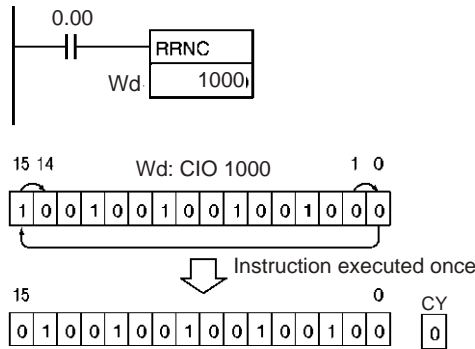 0.00
RRNC
Wd 1000
15 14 Wd: CIO 1000 1 0
1 0 0 1 0 0 1 0 0 1 0 0 1 0 0 0
Instruction executed once
15 0 CY
0 1 0 0 1 0 0 1 0 0 1 0 0 1 0 0 0